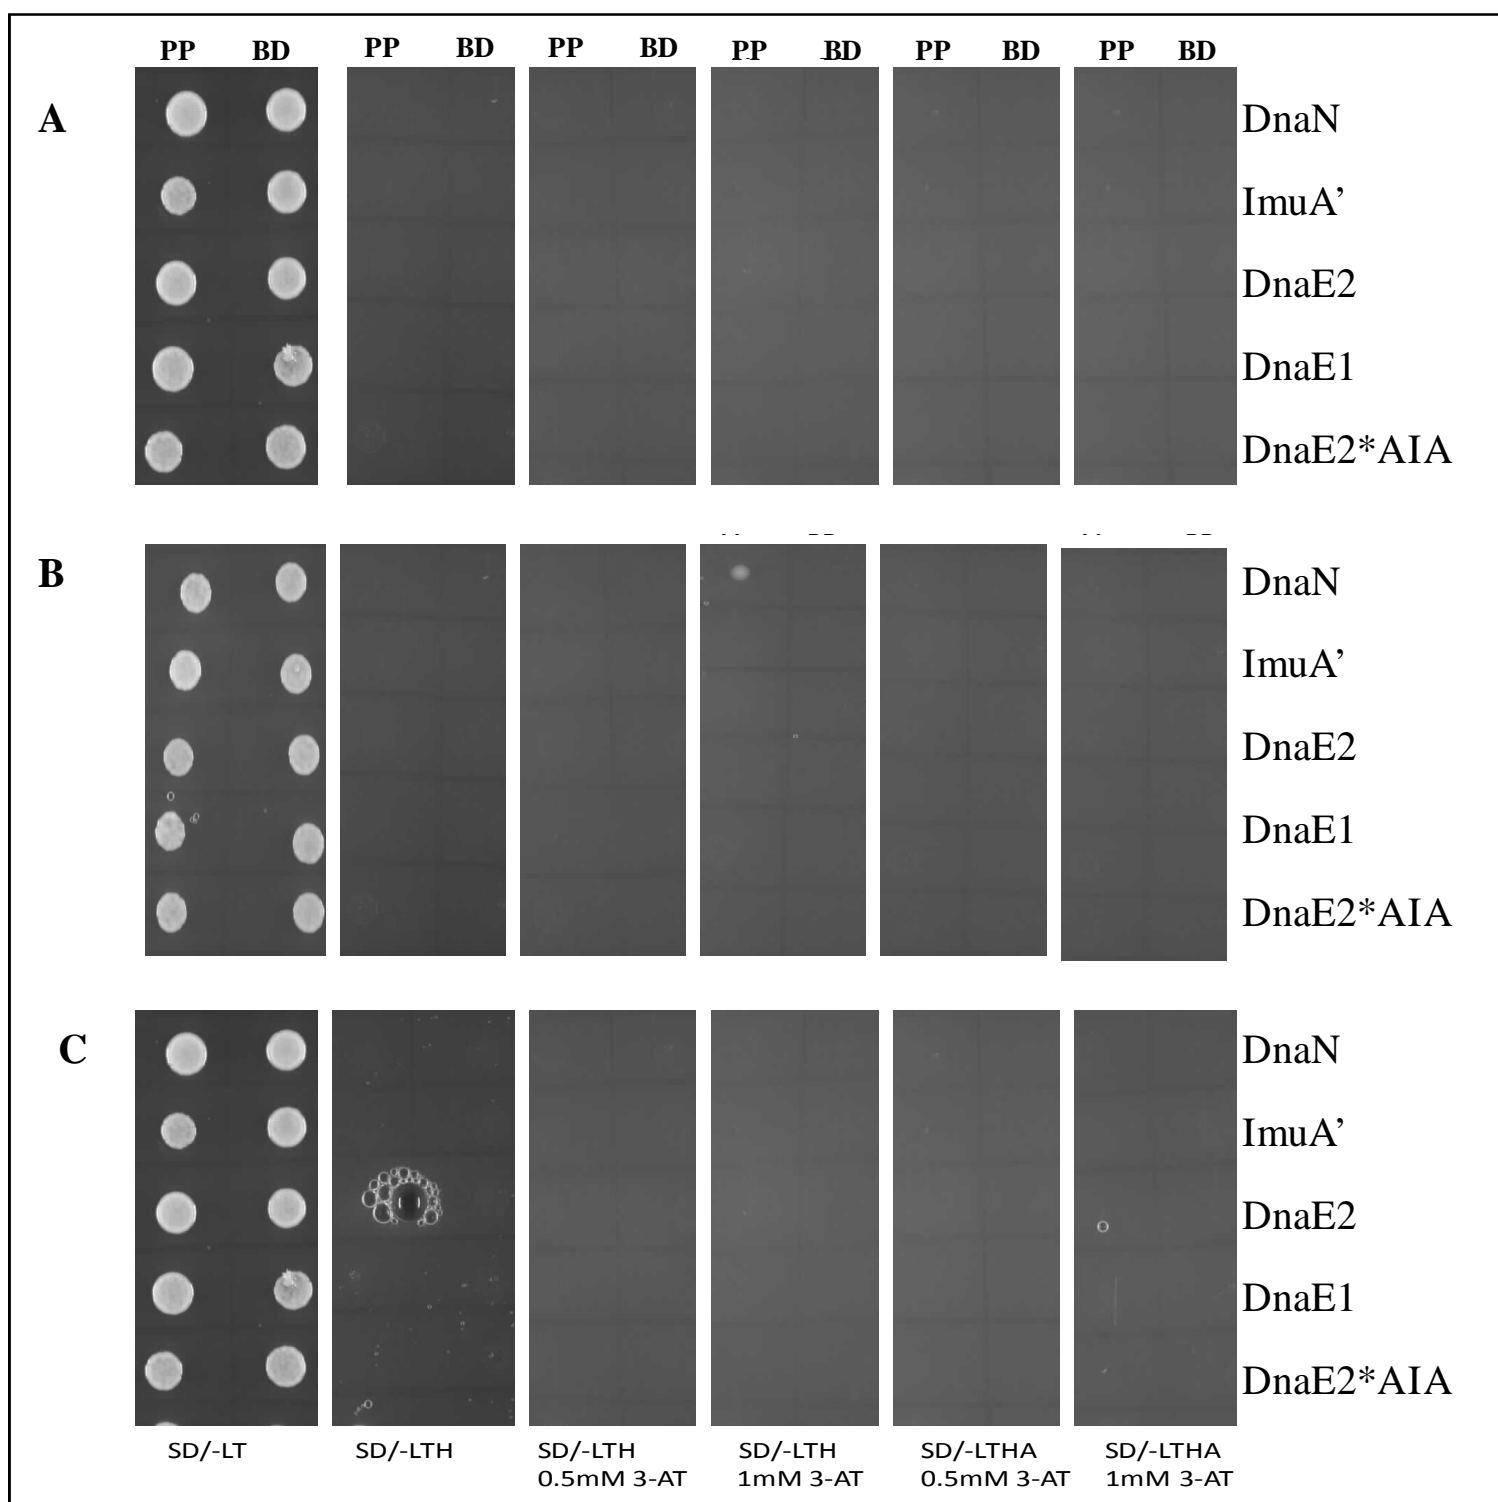 PP BD PP BD PP BD PP BD PP BD PP BD
A
DnaN
ImuA’
DnaE2
DnaE1
DnaE2*AIA
B
DnaN
ImuA’
DnaE2
DnaE1
DnaE2*AIA
C
DnaN
ImuA’
DnaE2
DnaE1
DnaE2*AIA
SD/-LT
SD/-LTH
SD/-LTH
0.5mM 3-AT
SD/-LTH
1mM 3-AT
SD/-LTHA
0.5mM 3-AT
SD/-LTHA
1mM 3-AT